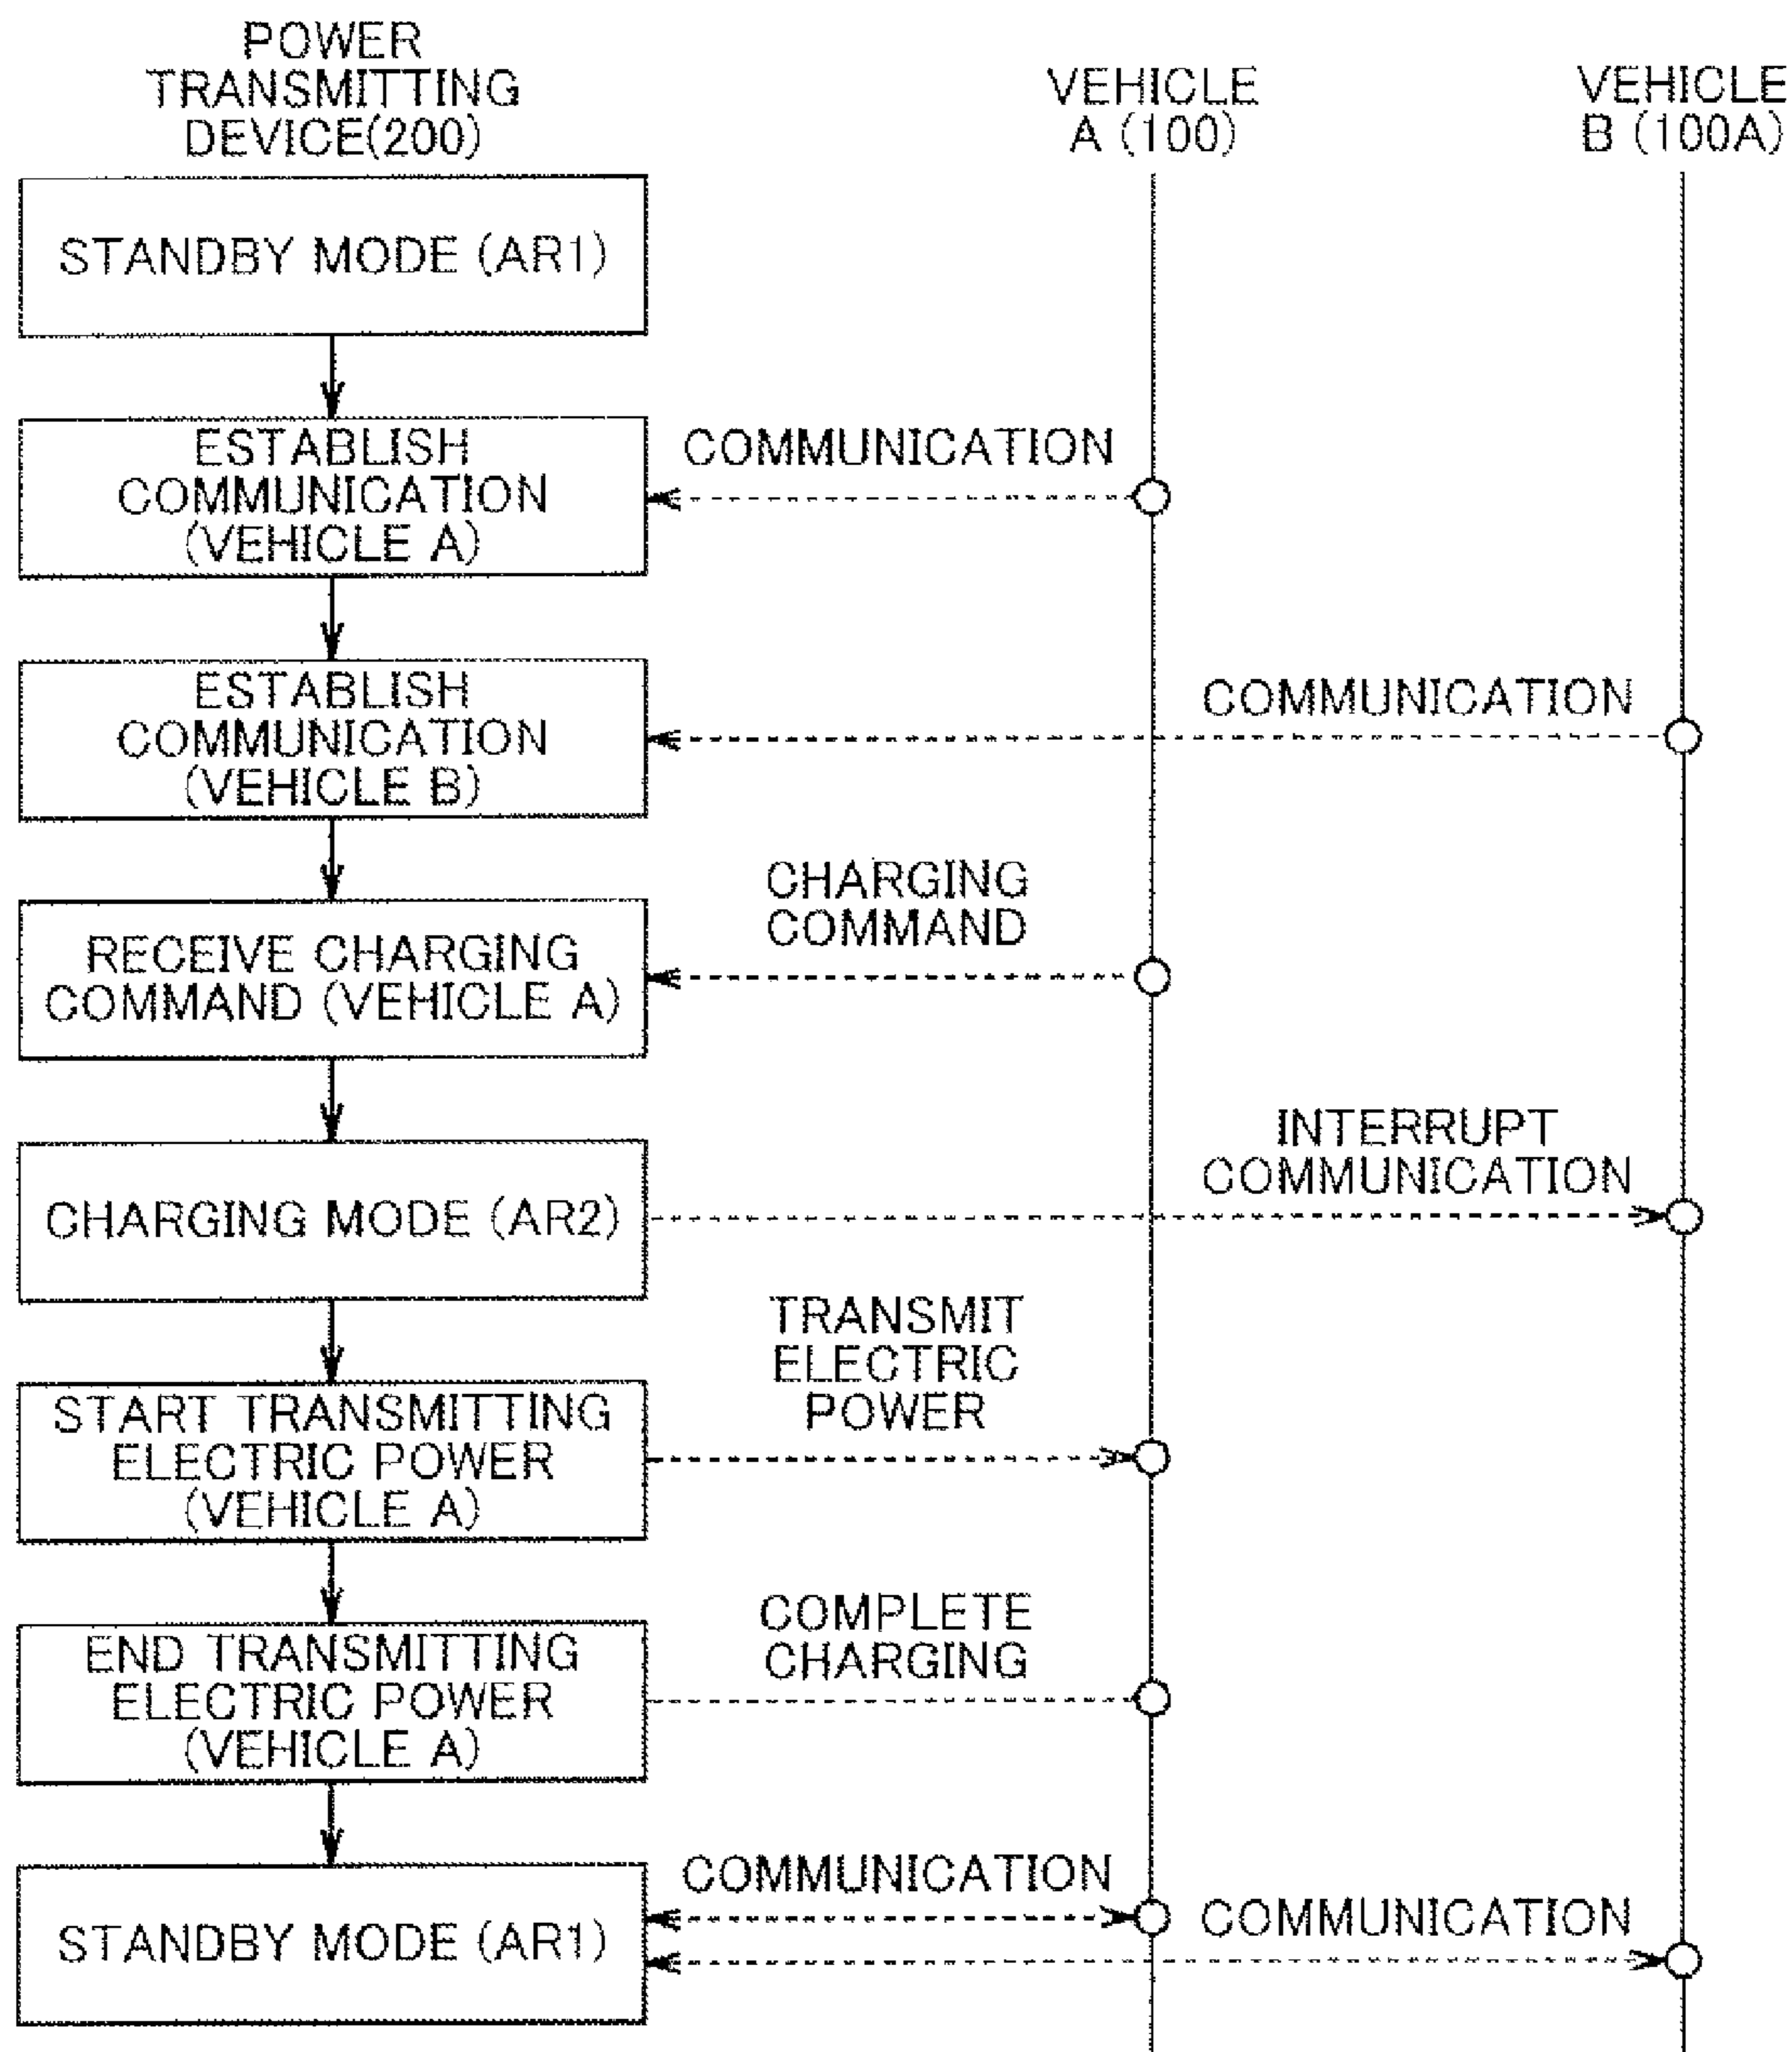 POWER
TRANSMITTING
DEVICE(200)
VEHICLE
A (100)
VEHICLE
B (100A)
STANDBY MODE (AR1)
ESTABLISH
COMMUNICATION
(VEHICLE A)
COMMUNICATION
ESTABLISH
COMMUNICATION
(VEHICLE B)
COMMUNICATION
CHARGING
COMMAND
RECEIVE CHARGING
COMMAND (VEHICLE A)
INTERRUPT
COMMUNICATION
CHARGING MODE (AR2)
TRANSMIT
ELECTRIC
POWER
START TRANSMITTING
ELECTRIC POWER
(VEHICLE A)
COMPLETE
CHARGING
END TRANSMITTING
ELECTRIC POWER
(VEHICLE A)
COMMUNICATION
COMMUNICATION
STANDBY MODE (AR1)